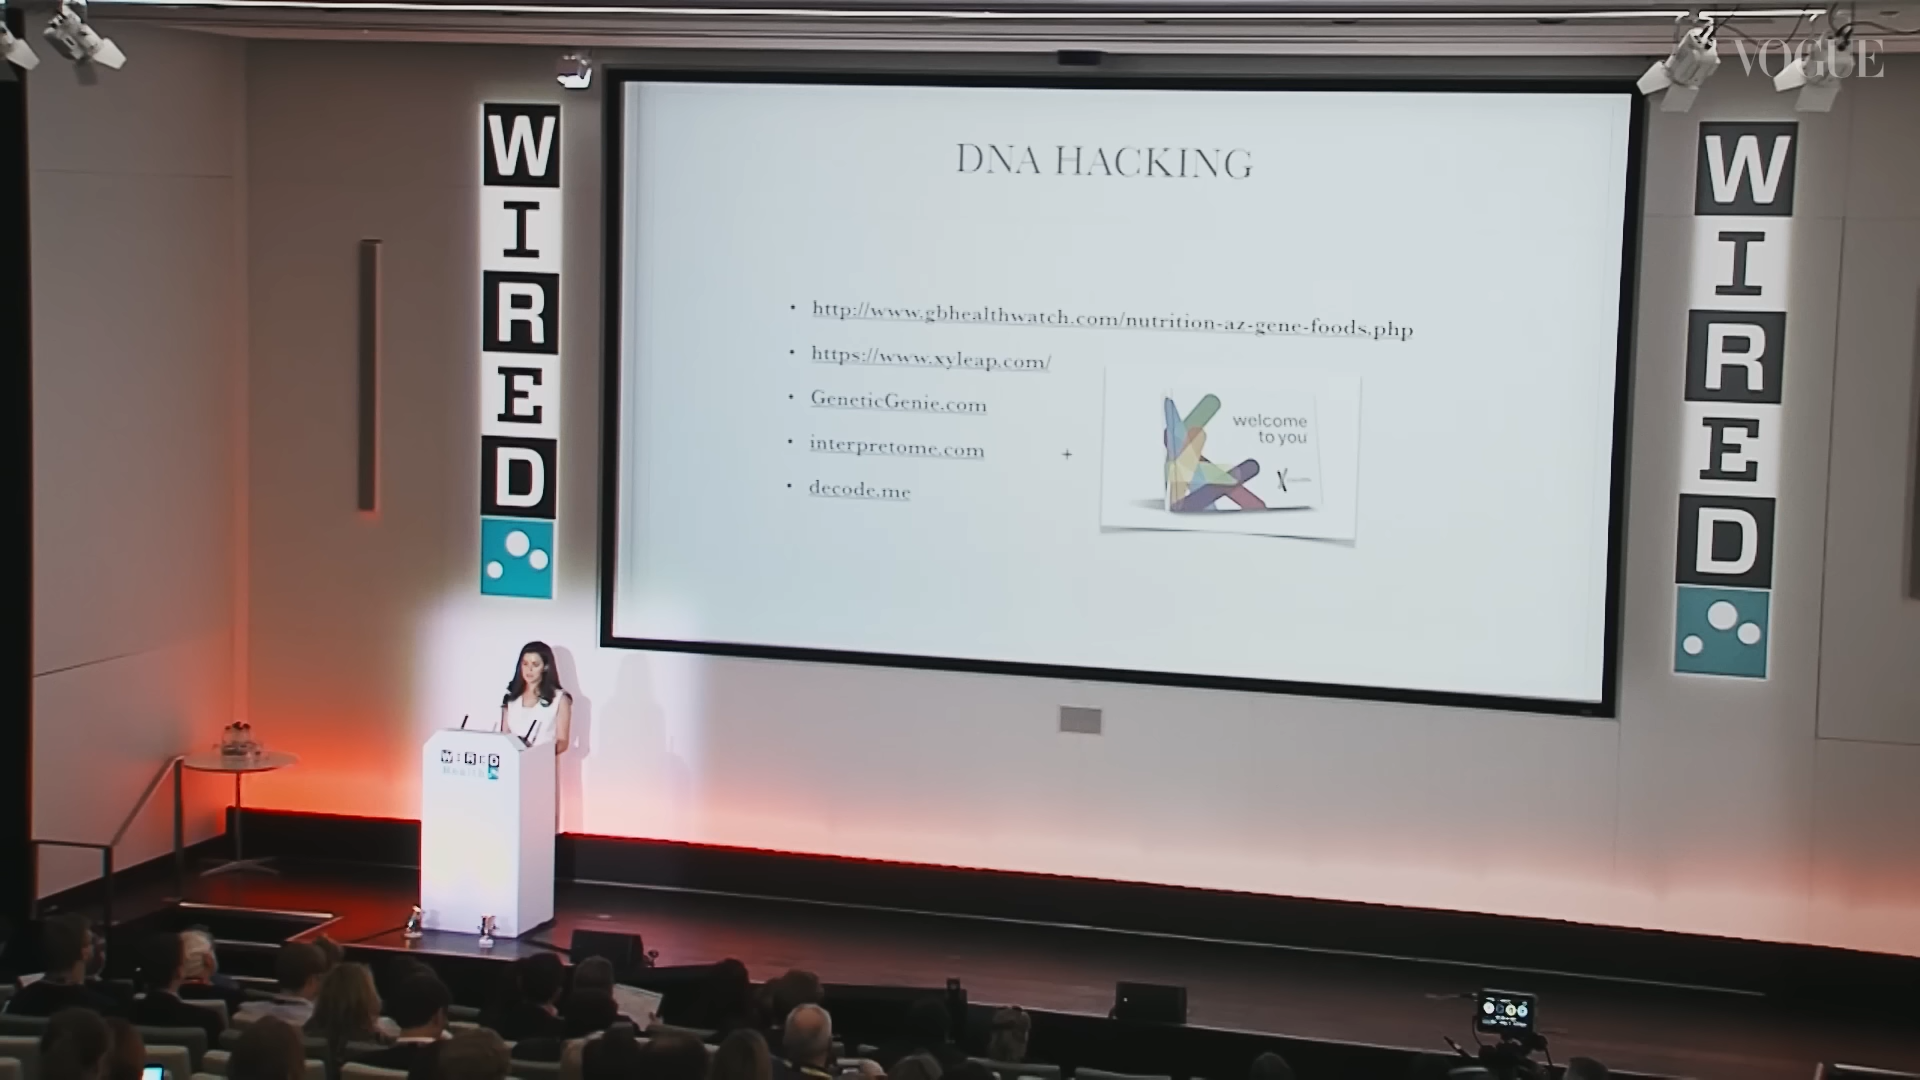 VOGUE
WIRED
WIRED
DNA HACKING
• http://www.gbhealthwatch.com/nutrition-az-gene-foods.php
• https://www.xyleap.com/
• GeneticGenie.com
• interpretome.com
• decode.me
+
welcome
to you
X
WIRED
Health